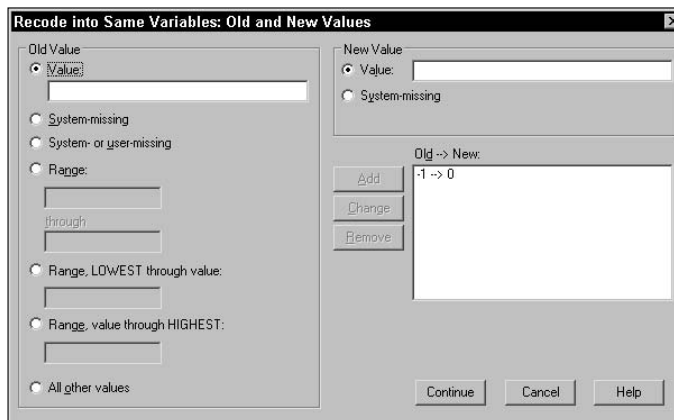 Recode into Same Variables: Old and New Values
Old Value
Value:
System-missing
System- or user-missing
Range:
through
Range, LOWEST through value:
Range, value through HIGHEST:
All other values
New Value
Value:
System-missing
Old --> New:
Add
Change
Remove
-1 --> 0
Continue
Cancel
Help